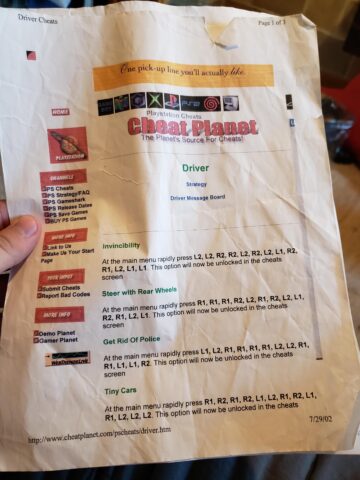 Driver Cheats
Page 1 of 3
One pick-up line you'll actually like.
Playstation Cheats
Cheat Planet
The Planet's Source For Cheats!
HOME
PLAYSTATION
CHANNELS
PS Cheats
PS Strategy/FAQ
PS Gameshark
PS Release Dates
PS Save Games
BUY PS Games
MORE INFO
Link to Us
Make Us Your Start
Page
YOUR INPUT
Submit Cheats
Report Bad Codes
MORE INFO
Demo Planet
Gamer Planet
Driver
Strategy
Driver Message Board
Invincibility
At the main menu rapidly press L2, L2, R2, R2, L2, R2, L2, L1, R2,
R1, L2, L1, L1. This option will now be unlocked in the cheats
screen
Steer with Rear Wheels
At the main menu rapidly press R1, R1, R1, R2, L2, R1, R2, L2, L1,
R2, R1, L2, L1. This option will now be unlocked in the cheats
screen
Get Rid Of Police
At the main menu rapidly press L1, L2, R1, R1, R1, R1, L2, L2, R1,
R1, L1, L1, R2. This option will now be unlocked in the cheats
screen
Tiny Cars
At the main menu rapidly press R1, R2, R1, R2, L1, L2, R1, R2, L1,
R1, L2, L2, L2. This option will now be unlocked in the cheats
http://www.cheatplanet.com/pscheats/driver.htm
7/29/02